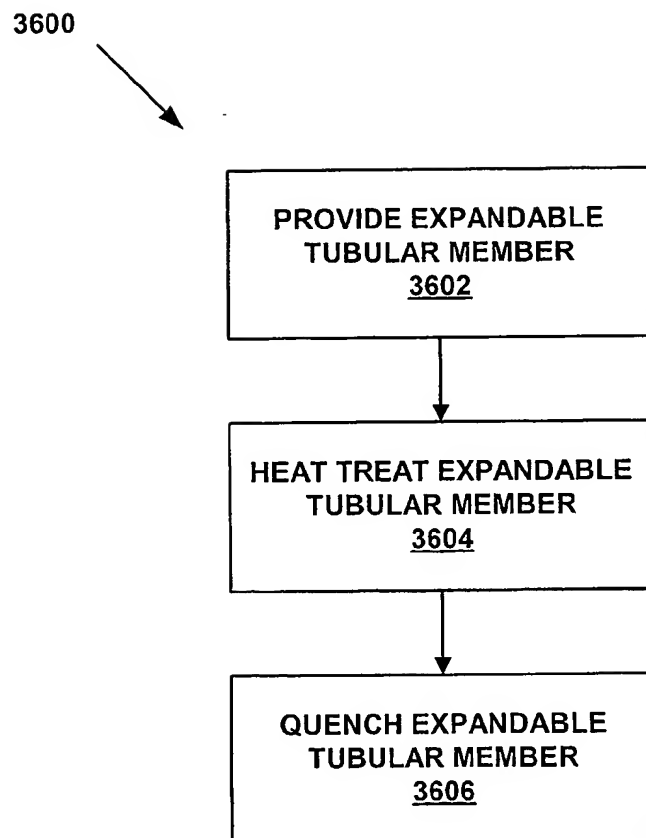 3600
PROVIDE EXPANDABLE
TUBULAR MEMBER
3602
HEAT TREAT EXPANDABLE
TUBULAR MEMBER
3604
QUENCH EXPANDABLE
TUBULAR MEMBER
3606